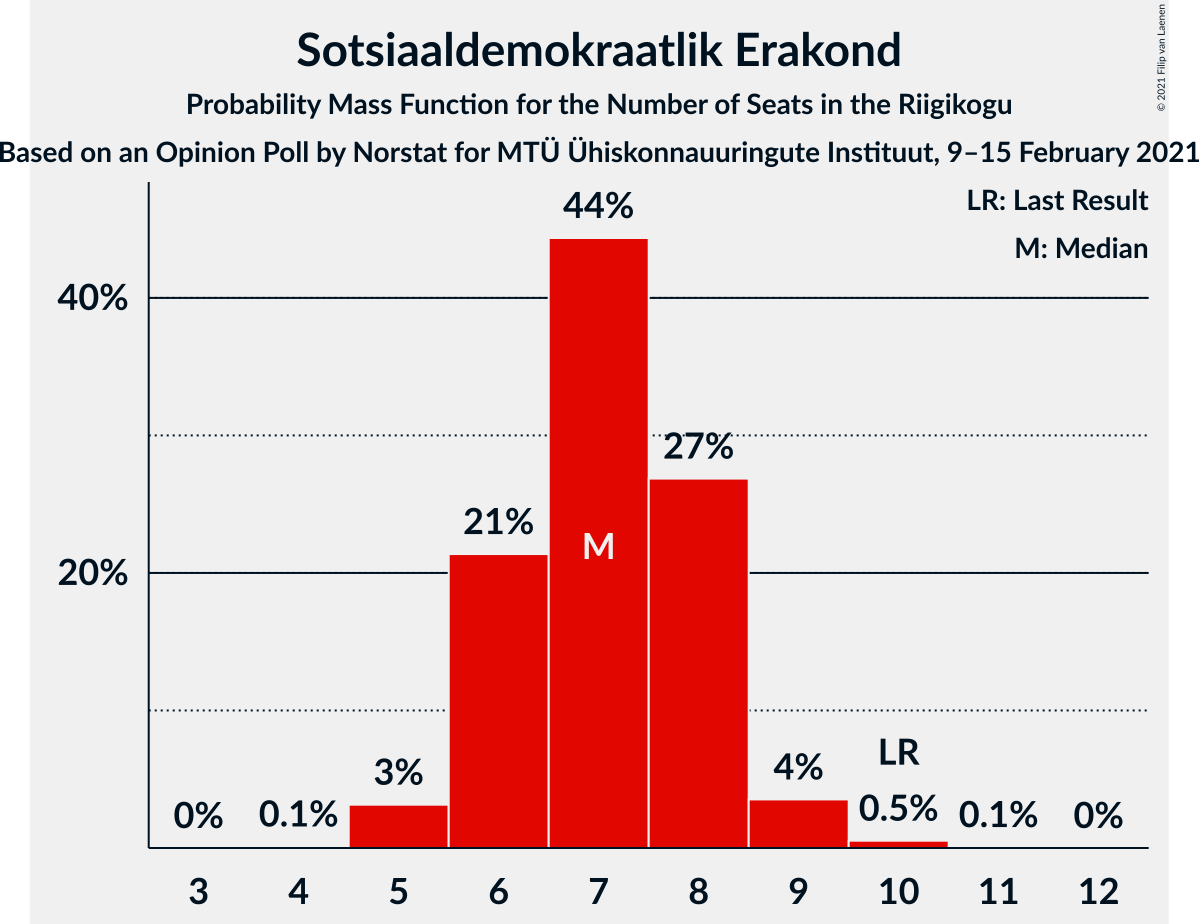 Sotsiaaldemokraatlik Erakond
Probability Mass Function for the Number of Seats in the Riigikogu
Based on an Opinion Poll by Norstat for MTÜ Ühiskonnauuringute Instituut, 9–15 February 2021
© 2021 Filip van Laenen
LR: Last Result
M: Median
44%
40%
27%
21%
M
20%
LR
4%
3%
0% 0.1% 0.5% 0.1% 0%
3 4 5 6 7 8 9 10 11 12